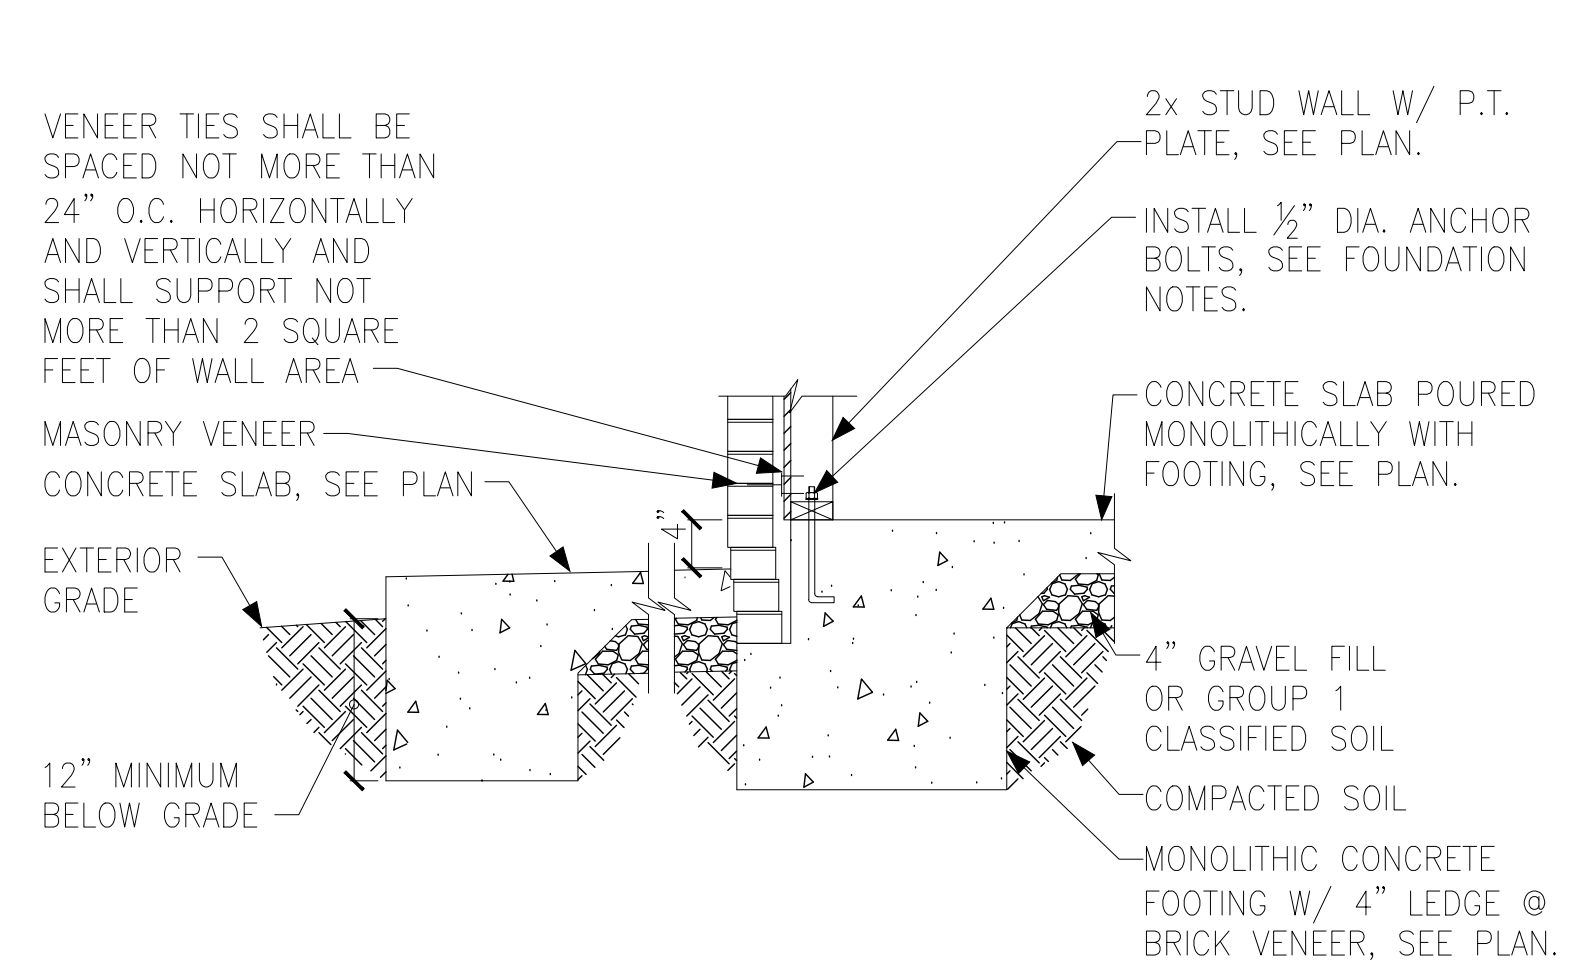 VENEER TIES SHALL BE
SPACED NOT MORE THAN
24" O.C. HORIZONTALLY
AND VERTICALLY AND
SHALL SUPPORT NOT
MORE THAN 2 SQUARE
FEET OF WALL AREA
MASONRY VENEER
CONCRETE SLAB, SEE PLAN
EXTERIOR
GRADE
12" MINIMUM
BELOW GRADE
4"
2x STUD WALL W/ P.T.
PLATE, SEE PLAN.
INSTALL ½" DIA. ANCHOR
BOLTS, SEE FOUNDATION
NOTES.
CONCRETE SLAB POURED
MONOLITHICALLY WITH
FOOTING, SEE PLAN.
4" GRAVEL FILL
OR GROUP 1
CLASSIFIED SOIL
COMPACTED SOIL
MONOLITHIC CONCRETE
FOOTING W/ 4" LEDGE @
BRICK VENEER, SEE PLAN.